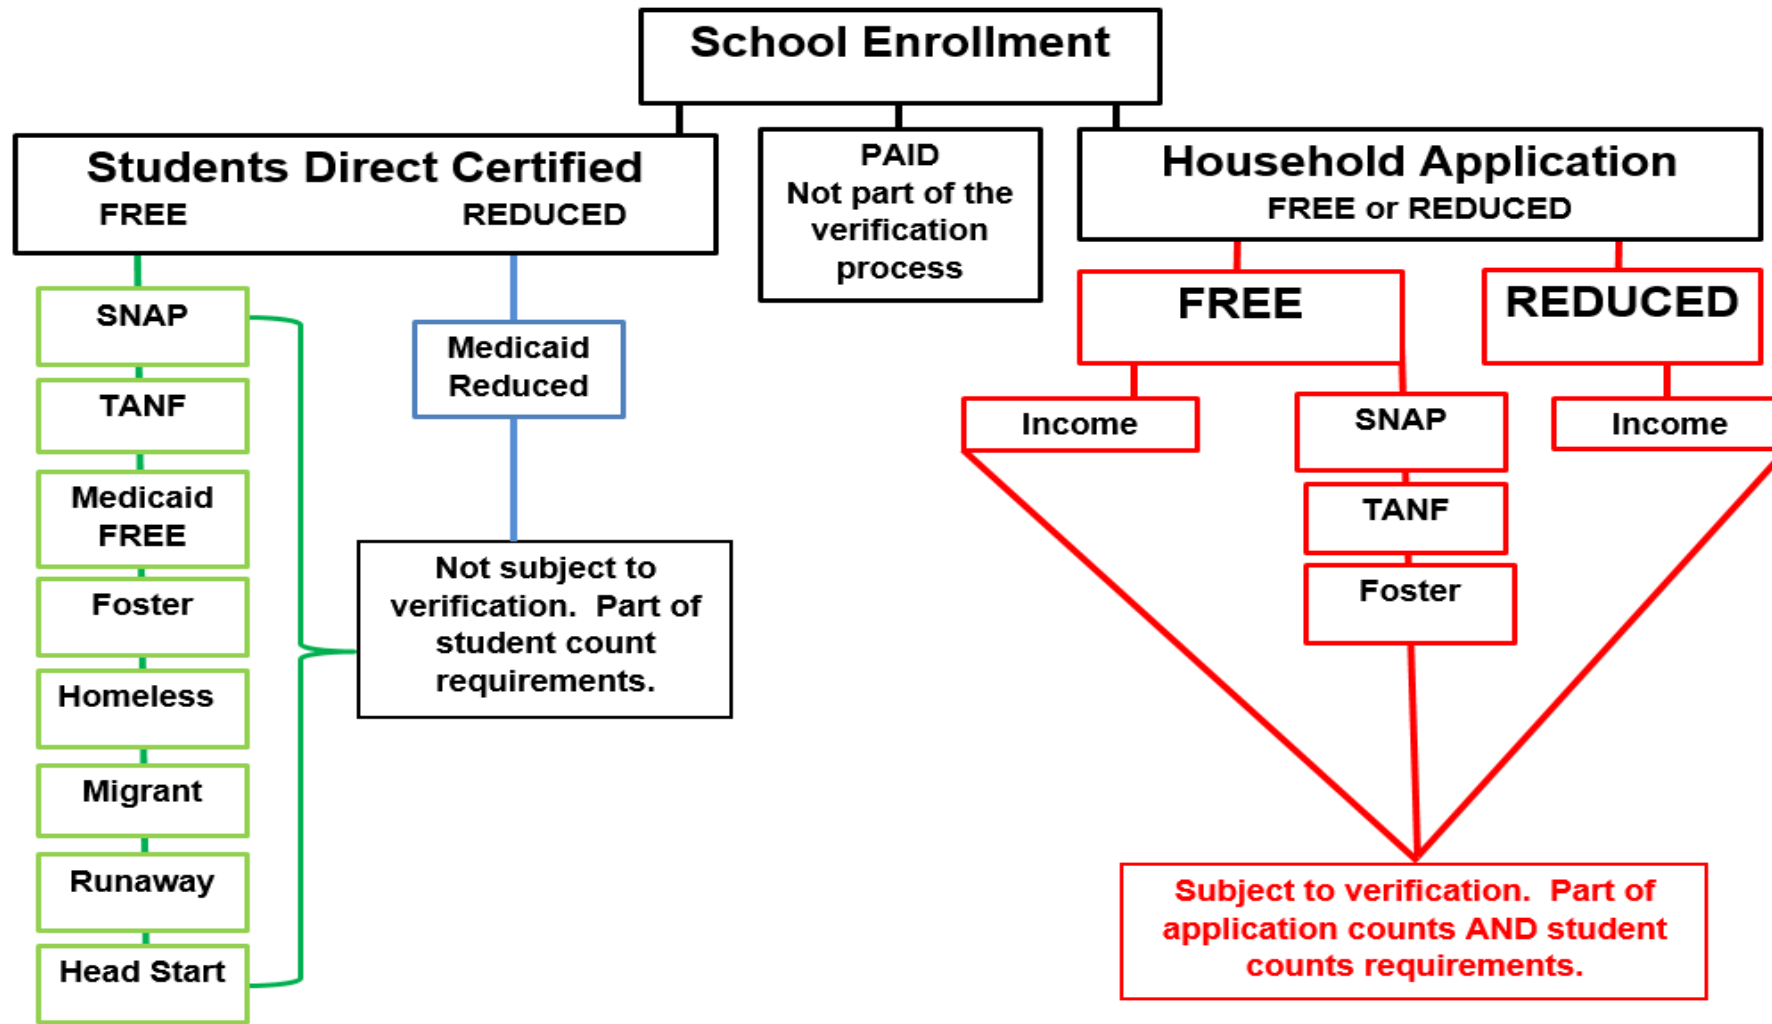 School Enrollment
Students Direct Certified
FREE
REDUCED
PAID
Not part of the
verification
process
Household Application
FREE or REDUCED
SNAP
TANF
Medicaid
FREE
Foster
Homeless
Migrant
Runaway
Head Start
Medicaid
Reduced
Not subject to
verification.  Part of
student count
requirements.
FREE
REDUCED
Income
SNAP
TANF
Foster
Income
Subject to verification.  Part of
application counts AND student
counts requirements.